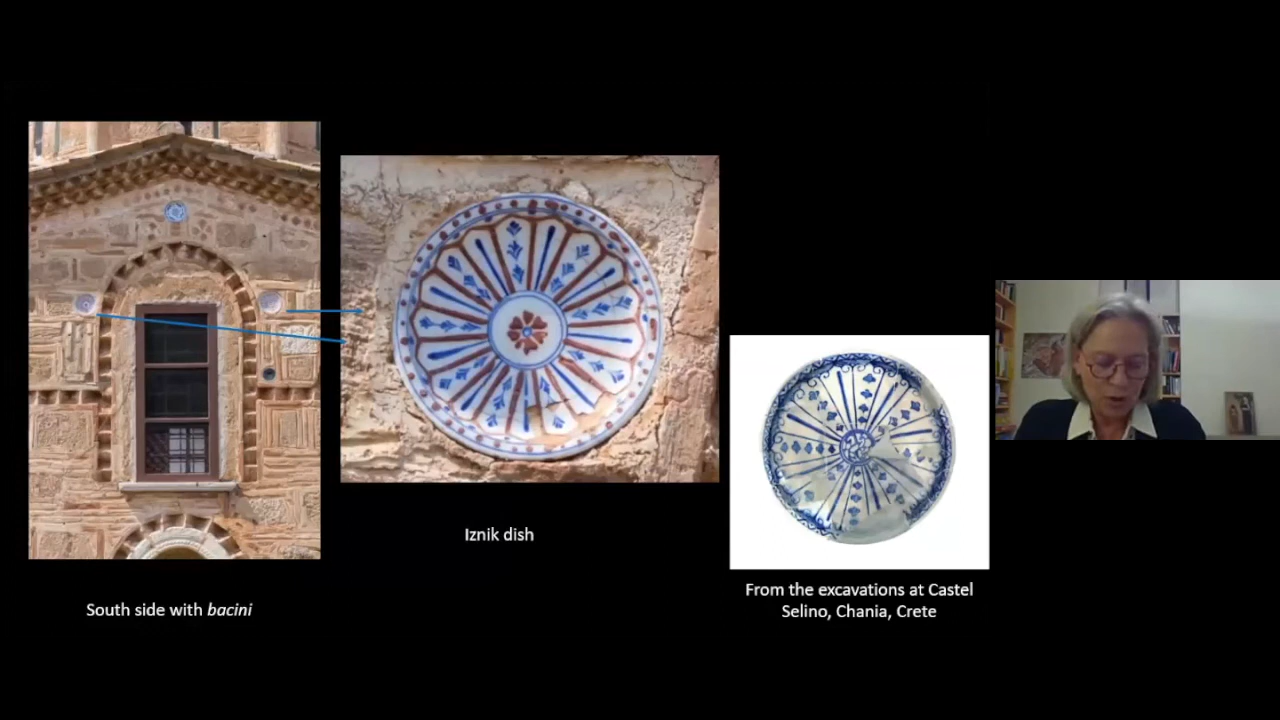 Iznik dish
From the excavations at Castel
Selino, Chania, Crete
South side with bacini